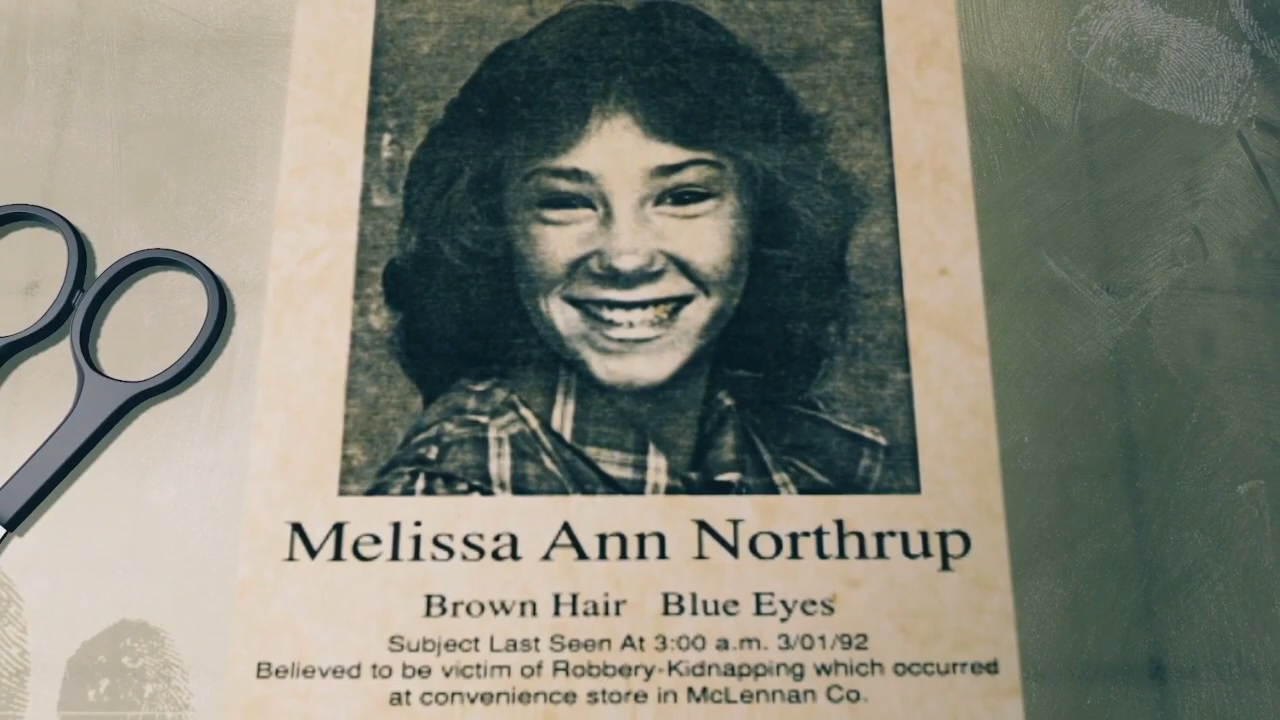 Melissa Ann Northrup
Brown Hair Blue Eyes
Subject Last Seen At 3:00 a.m. 3/01/92
Believed to be victim of Robbery-Kidnapping which occurred
at convenience store in McLennan Co.